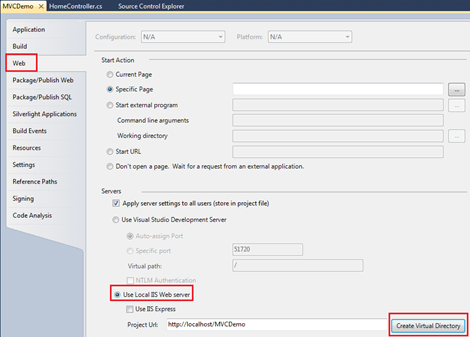 MVCDemo HomeController.cs Source Control Explorer
Application
Build
Web
Package/Publish Web
Package/Publish SQL
Silverlight Applications
Build Events
Resources
Settings
Reference Paths
Signing
Code Analysis
Configuration: N/A Platform: N/A
Start Action
Current Page
Specific Page ...
Start external program ...
Command line arguments
Working directory ...
Start URL
Don't open a page. Wait for a request from an external application.
Servers
Apply server settings to all users (store in project file)
Use Visual Studio Development Server
Auto-assign Port
Specific port 51720
Virtual path: /
NTLM Authentication
Use Local IIS Web server
Use IIS Express
Project Url: http://localhost/MVCDemo Create Virtual Directory